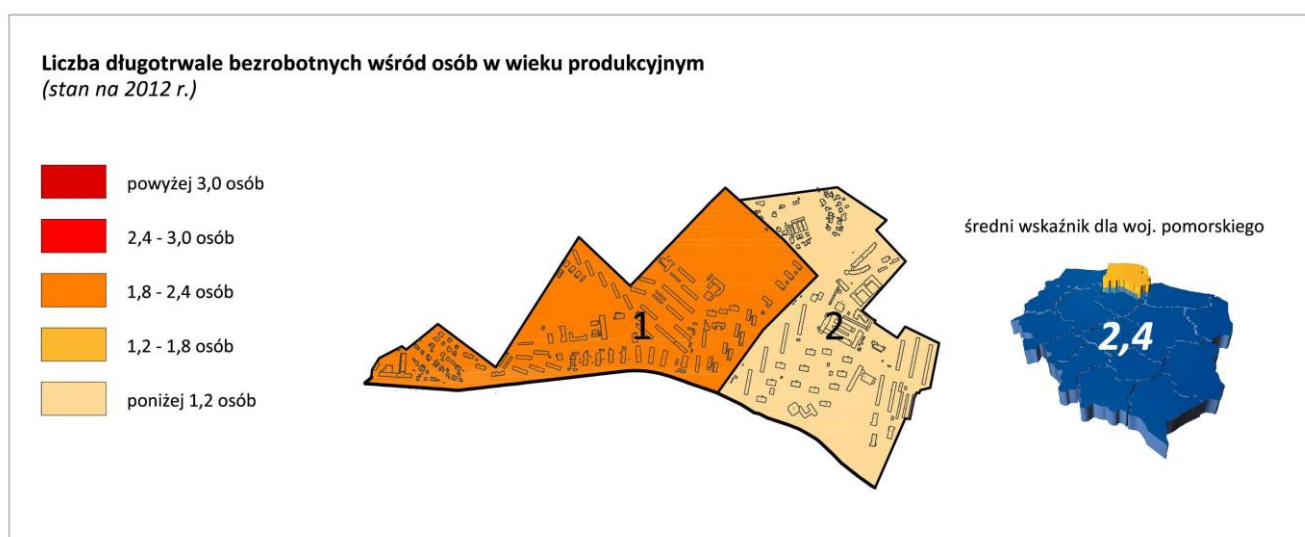 Liczba długotrwale bezrobotnych wśród osób w wieku produkcyjnym
(stan na 2012 r.)
powyżej 3,0 osób
2,4 - 3,0 osób
1,8 - 2,4 osób
1,2 - 1,8 osób
poniżej 1,2 osób
1
2
średni wskaźnik dla woj. pomorskiego
2,4